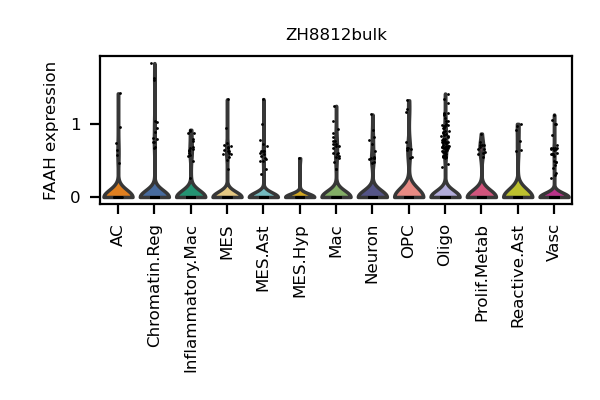 ZH8812bulk
FAAH expression
1
0
AC
Chromatin.Reg
Inflammatory.Mac
MES
MES.Ast
MES.Hyp
Mac
Neuron
OPC
Oligo
Prolif.Metab
Reactive.Ast
Vasc